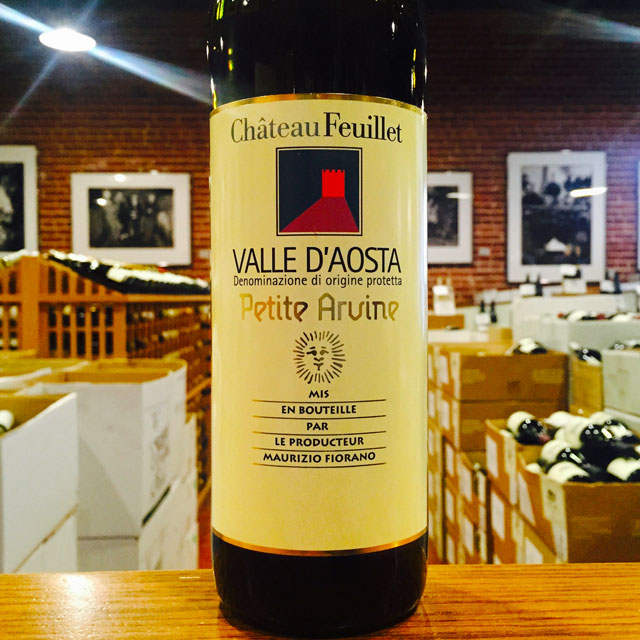 Château Feuillet
VALLE D'AOSTA
Denominazione di origine protetta
Petite Arvine
MIS
EN BOUTEILLE
PAR
LE PRODUCTEUR
MAURIZIO FIORANO